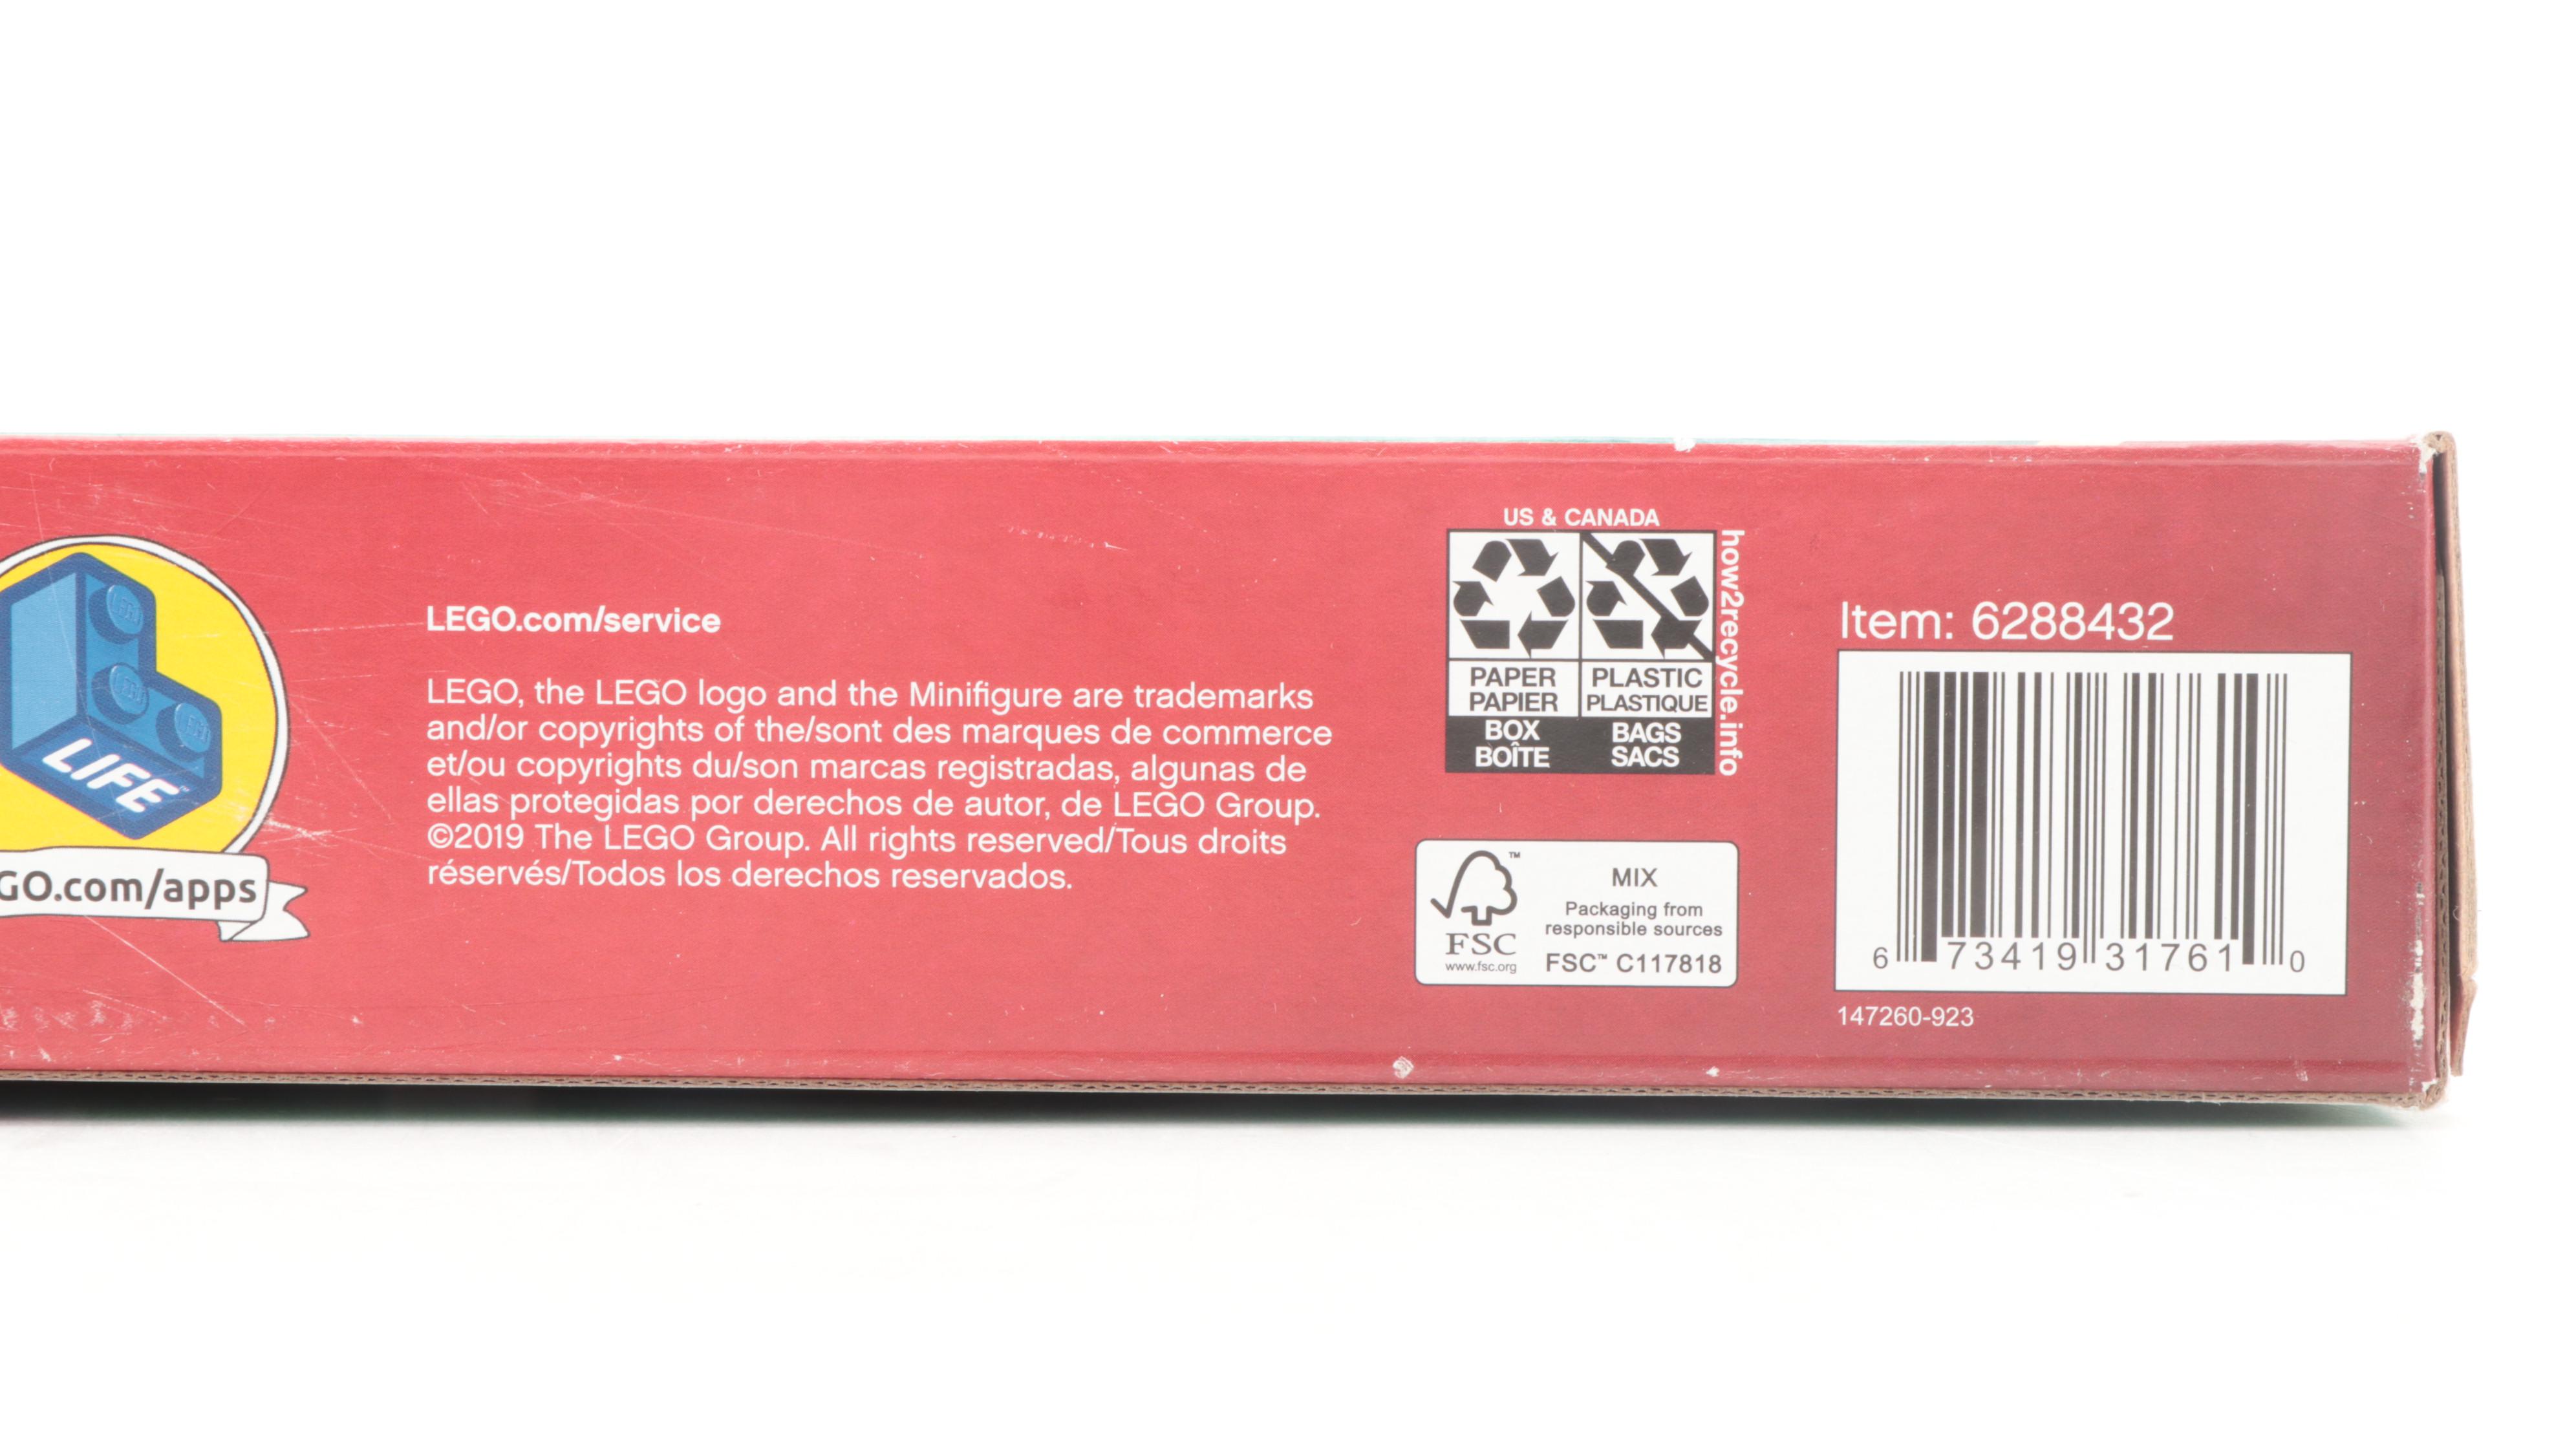 LIFE™
GO.com/apps
LEGO.com/service
LEGO, the LEGO logo and the Minifigure are trademarks
and/or copyrights of the/sont des marques de commerce
et/ou copyrights du/son marcas registradas, algunas de
ellas protegidas por derechos de autor, de LEGO Group.
©2019 The LEGO Group. All rights reserved/Tous droits
réservés/Todos los derechos reservados.
US & CANADA
PAPER
PAPIER
BOX
BOÎTE
PLASTIC
PLASTIQUE
BAGS
SACS
how2recycle.info
™
FSC
www.fsc.org
MIX
Packaging from
responsible sources
FSC™ C117818
Item: 6288432
6 73419 31761 0
147260-923